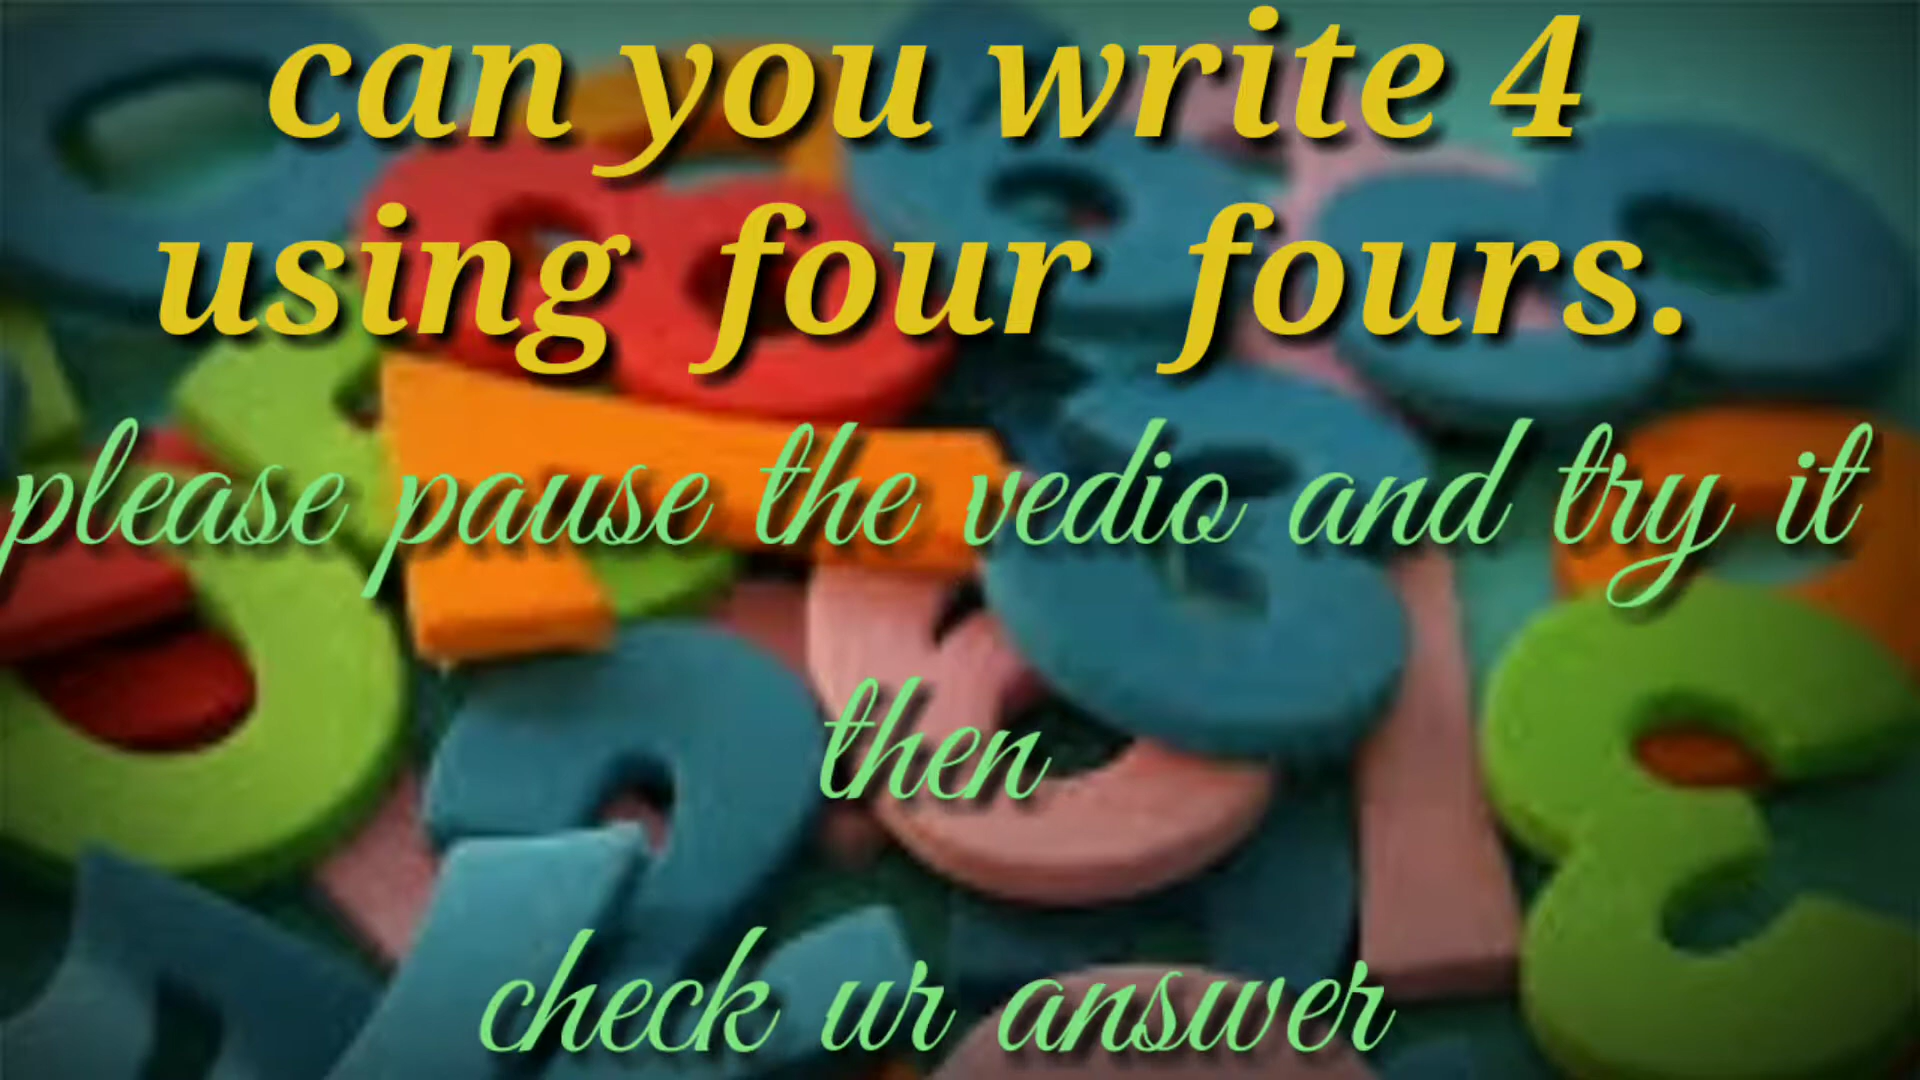 can you write 4
using four fours.
please pause the vedio and try it
then
check ur answer